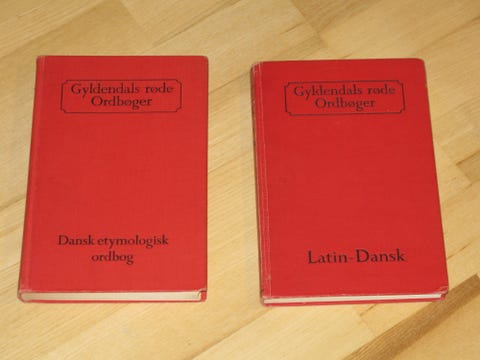 Gyldendals røde
Ordbøger
Dansk etymologisk
ordbog
Gyldendals røde
Ordbøger
Latin-Dansk